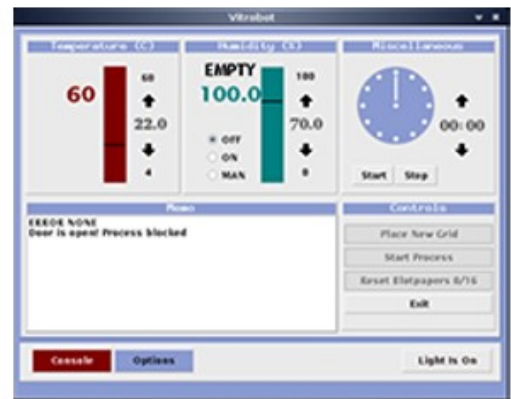 Vitrobot
Temperature (C)
60
60
22.0
4
Humidity (%)
EMPTY
100.0
100
70.0
0
OFF
ON
MAN
Miscellaneous
00:00
Start Stop
Memo
ERROR NONE
Door is open! Process blocked
Controls
Place New Grid
Start Process
Reset Blotpapers 0/16
Exit
Console Options Light Is On